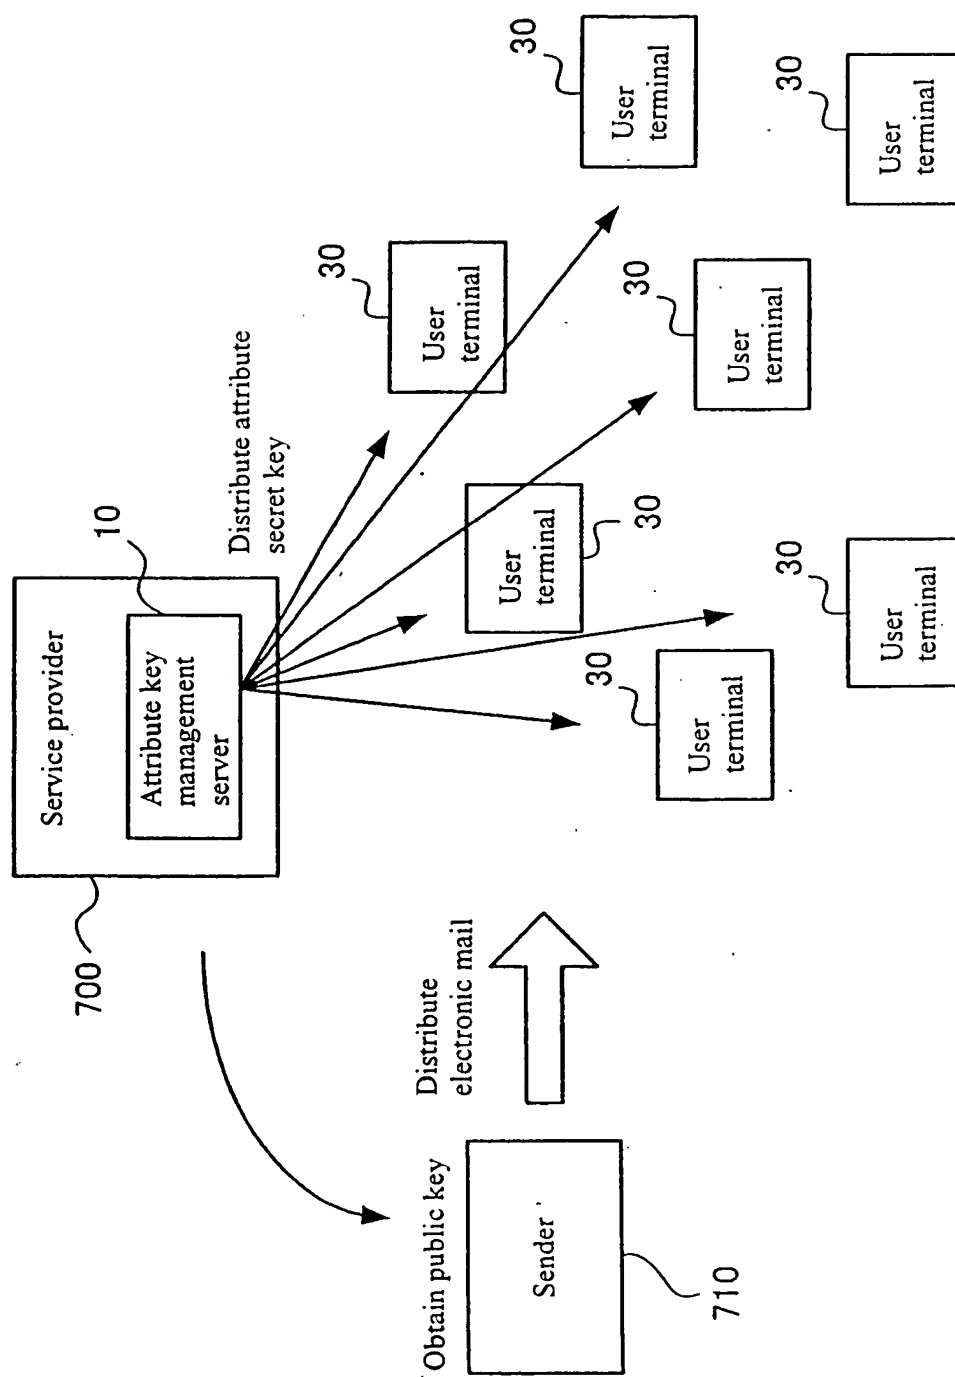 700
Service provider
10
Attribute key
management
server
Distribute attribute
secret key
Obtain public key
Distribute
electronic mail
Sender
710
30
User
terminal
30
User
terminal
30
User
terminal
30
User
terminal
30
User
terminal
30
User
terminal
30
User
terminal